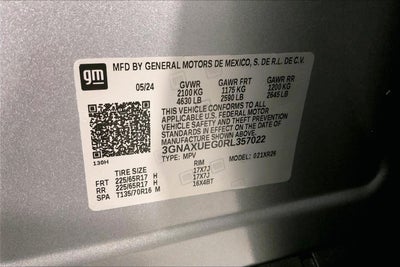 gm
MFD BY GENERAL MOTORS DE MEXICO, S. DE R.L. DE C.V.
05/24 GVWR GAWR FRT GAWR RR
2100 KG 1175 KG 1200 KG
4630 LB 2590 LB 2645 LB
THIS VEHICLE CONFORMS TO ALL
APPLICABLE U.S. FEDERAL MOTOR
VEHICLE SAFETY, BUMPER, AND THEFT
PREVENTION STANDARDS IN EFFECT ON
THE DATE OF MANUFACTURE SHOWN ABOVE.
3GNAXUEG0RL357022
TYPE: MPV MODEL: 021XR26
130H
TIRE SIZE RIM
FRT 225/65R17 H 17X7J
RR 225/65R17 H 17X7J
SPA T135/70R16 M 16X4BT